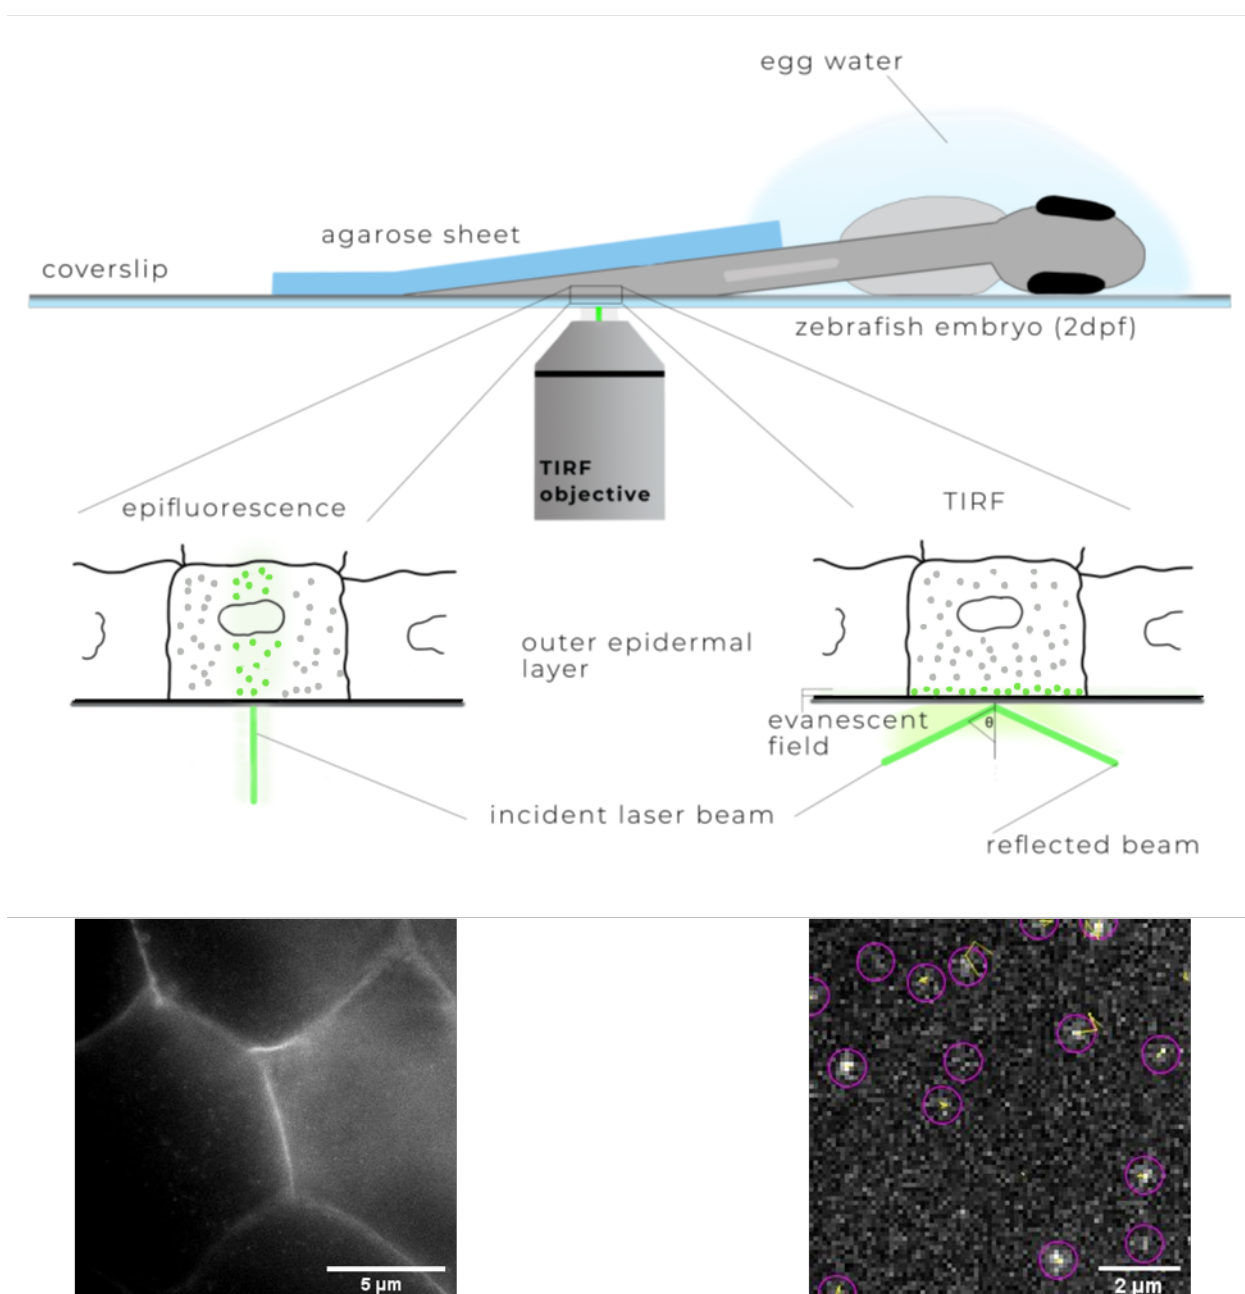 egg water
agarose sheet
coverslip
zebrafish embryo (2dpf)
TIRF
objective
epifluorescence
TIRF
outer epidermal
layer
evanescent
field
θ
incident laser beam
reflected beam
5 µm
2 µm